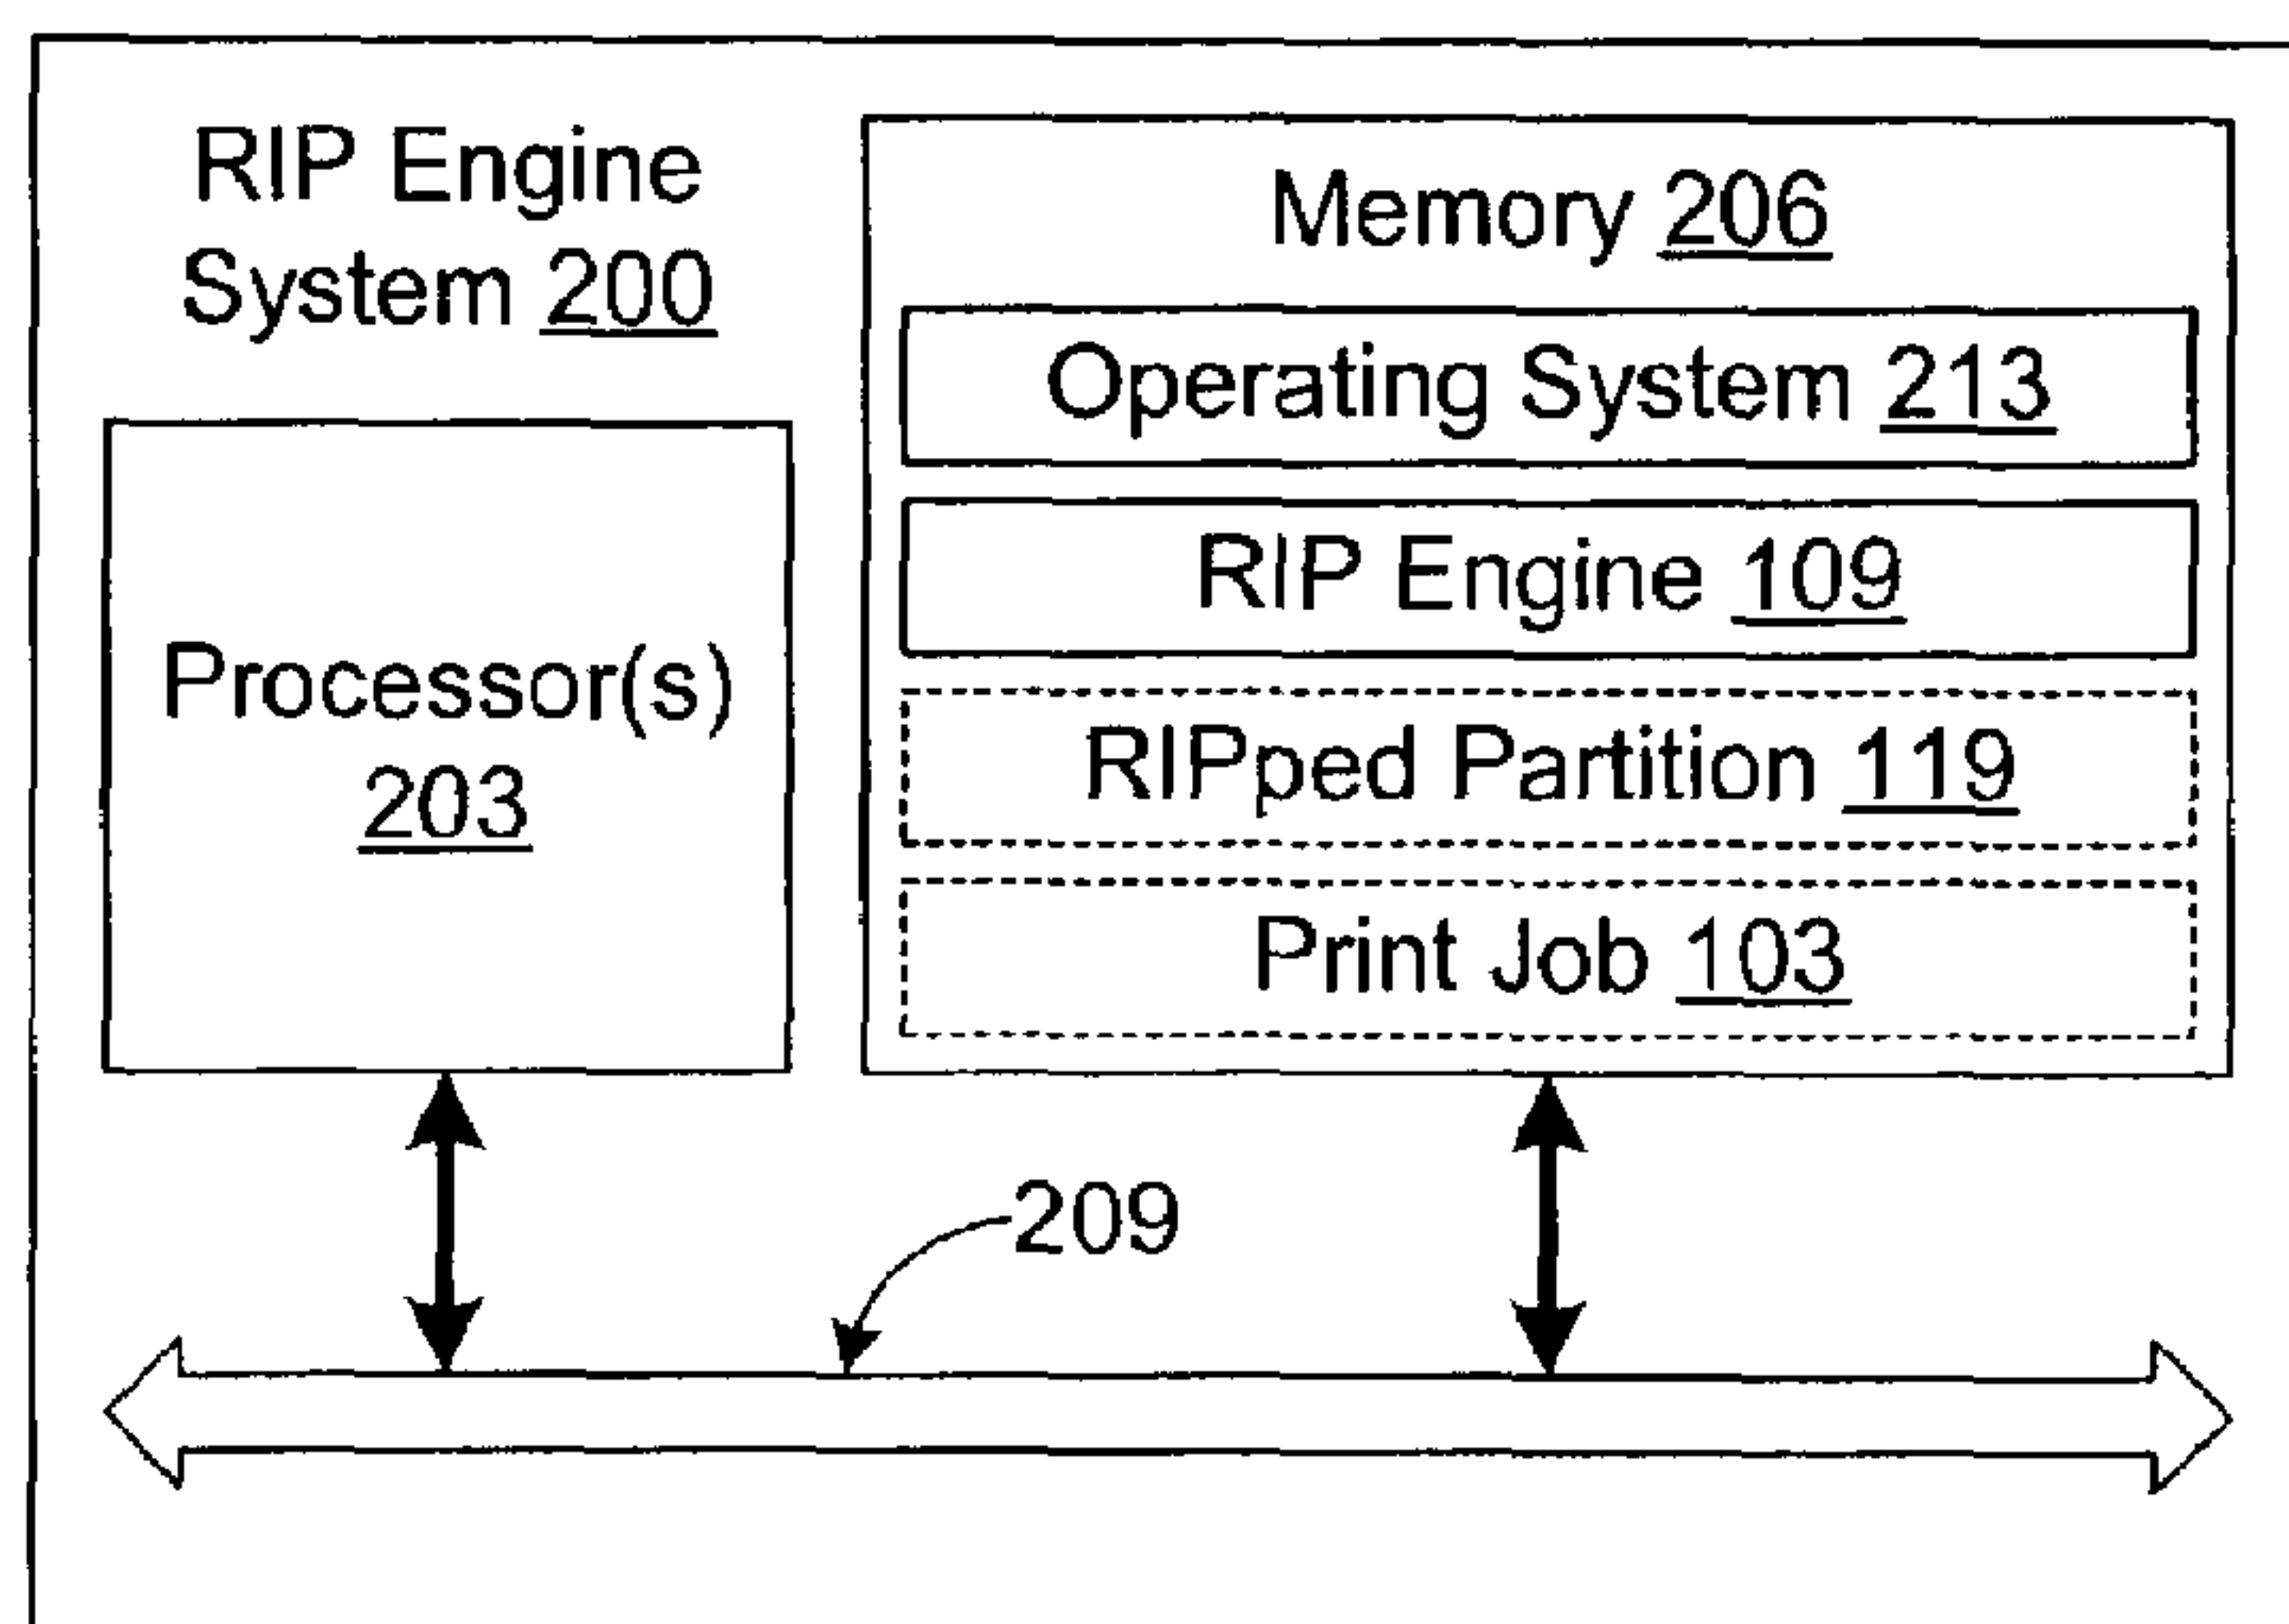 RIP Engine
System 200
Memory 206
Operating System 213
RIP Engine 109
RIPped Partition 119
Print Job 103
Processor(s)
203
209